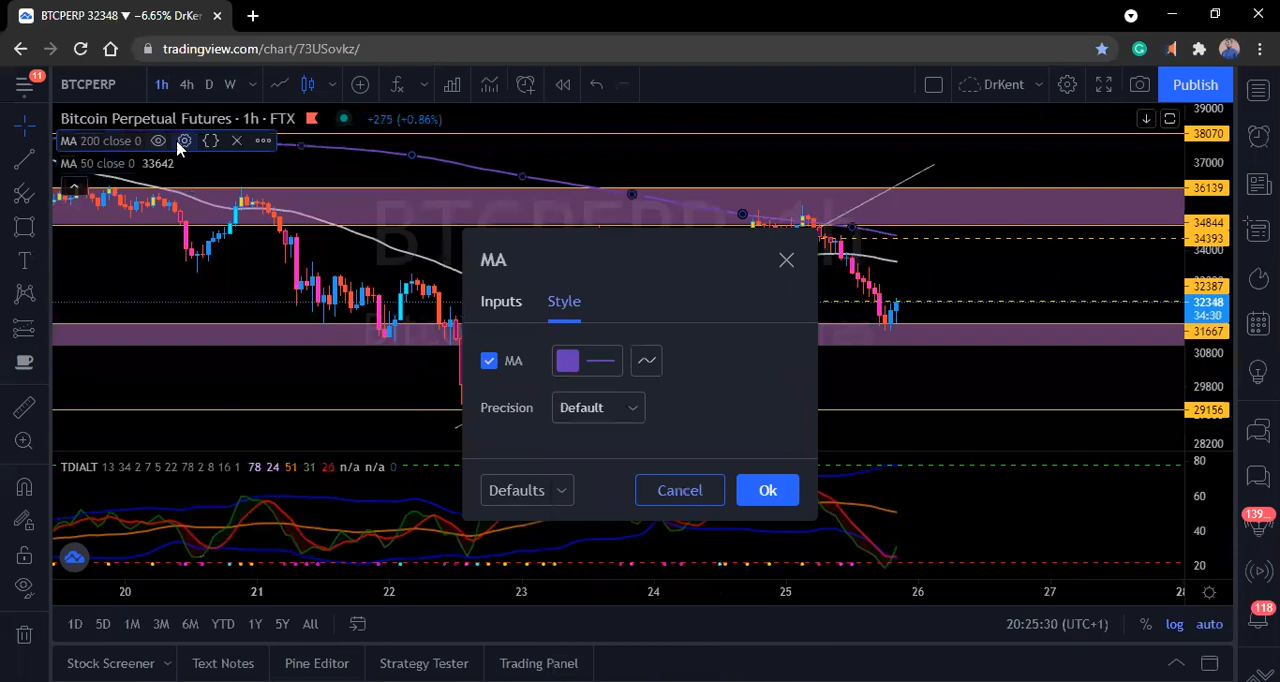 BTCPERP 32348 ▼ −6.65% DrKe
tradingview.com/chart/73USovkz/
11
BTCPERP 1h 4h D W DrKent Publish
Bitcoin Perpetual Futures · 1h · FTX +275 (+0.86%)
MA 200 close 0
MA 50 close 0 33642
BTCPERP
39000
38070
37000
36139
34844
34393
34000
32387
32348
34:30
31667
30800
29800
29156
28200
MA
Inputs Style
MA
Precision Default
Defaults Cancel Ok
TDIALT 13 34 2 7 5 22 78 2 8 16 1 78 24 51 31 26 n/a n/a 0
80
60
40
20
20 21 22 23 24 25 26 27 28
1D 5D 1M 3M 6M YTD 1Y 5Y All 20:25:30 (UTC+1) % log auto
Stock Screener Text Notes Pine Editor Strategy Tester Trading Panel
139...
118